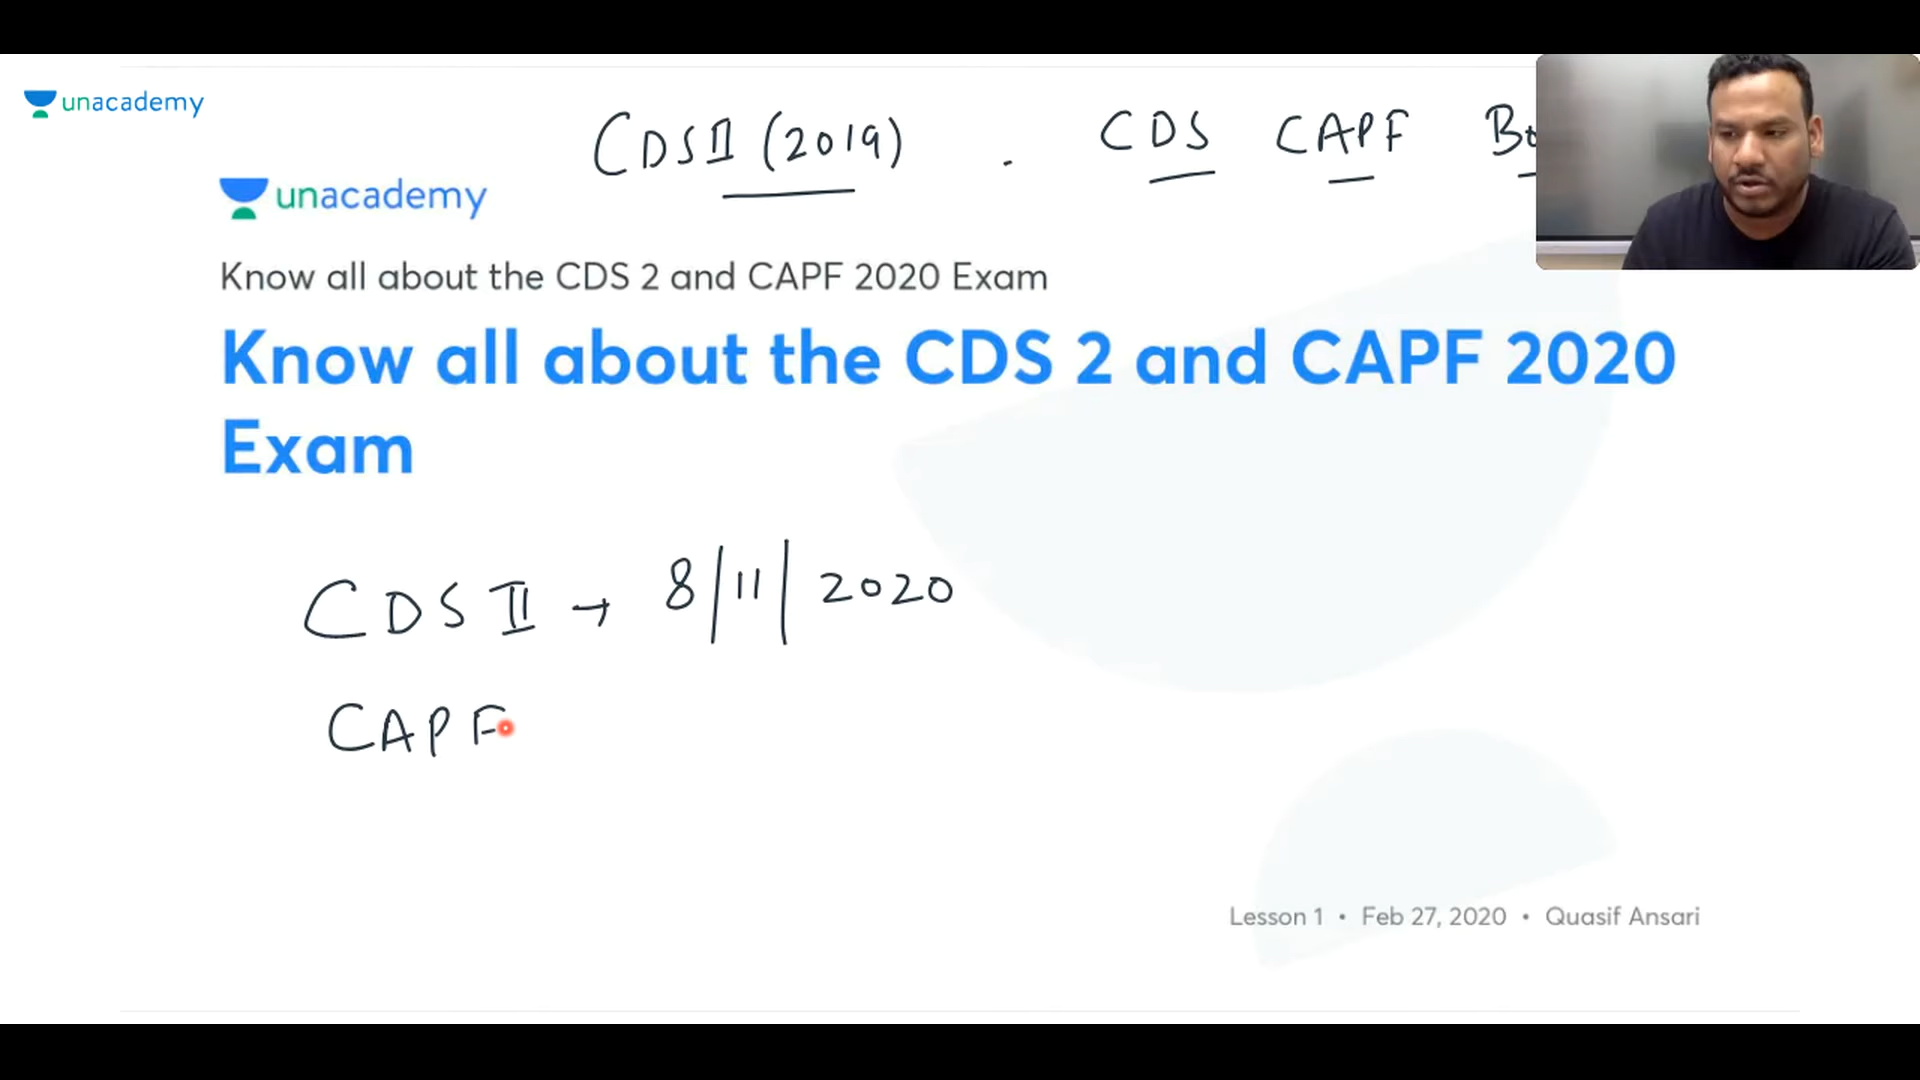 unacademy
CDS II (2019) . CDS CAPF
unacademy
Know all about the CDS 2 and CAPF 2020 Exam
Know all about the CDS 2 and CAPF 2020
Exam
CDS II → 8/11/2020
CAPF
Lesson 1 • Feb 27, 2020 • Quasif Ansari